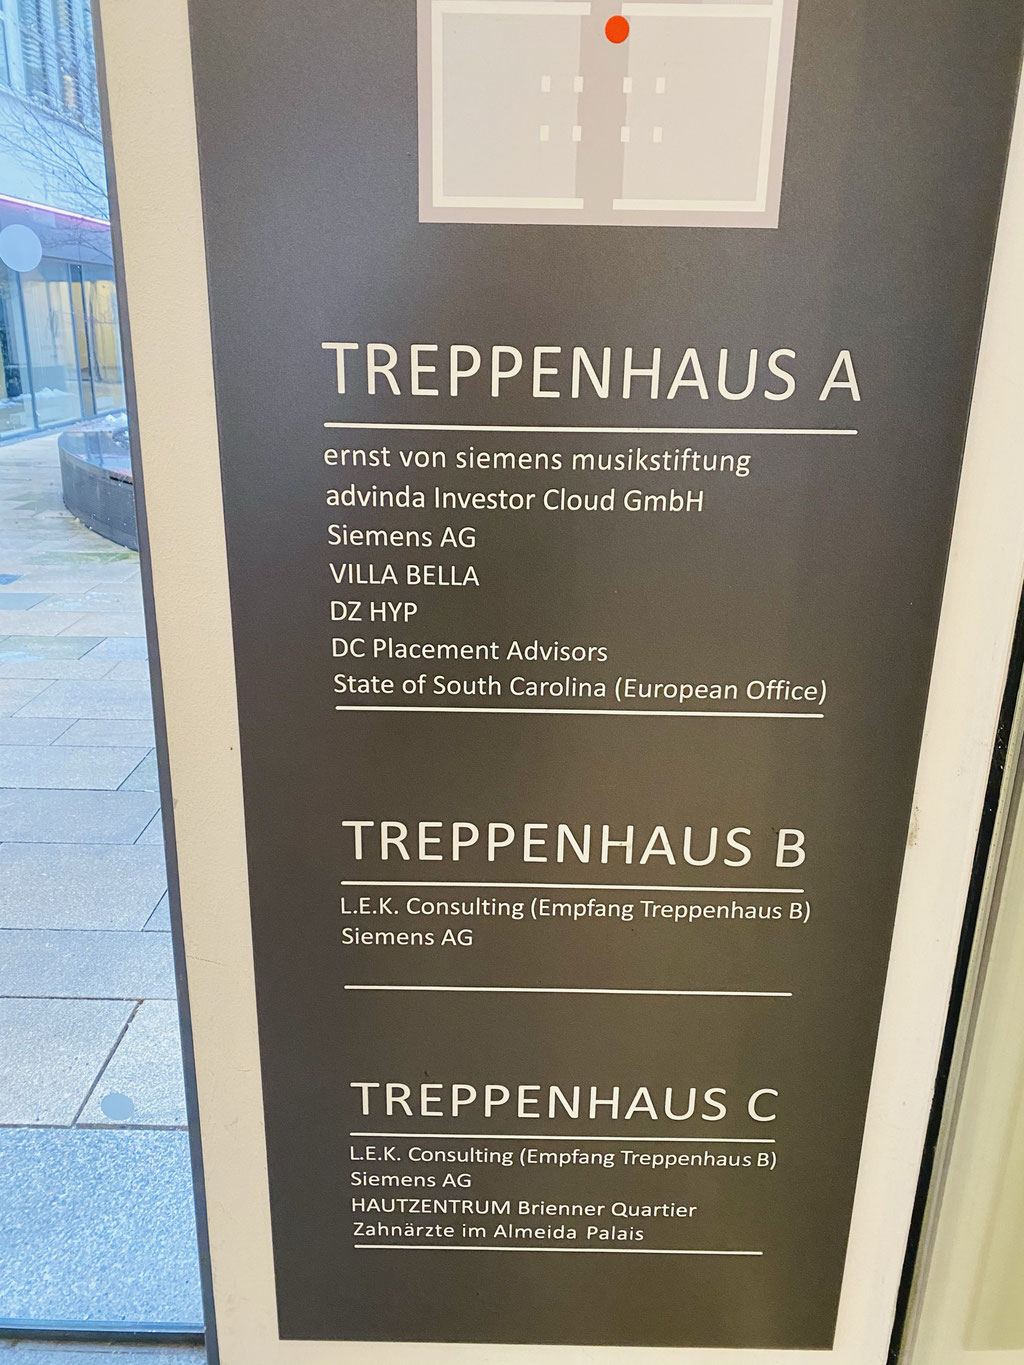 TREPPENHAUS A
ernst von siemens musikstiftung
advinda Investor Cloud GmbH
Siemens AG
VILLA BELLA
DZ HYP
DC Placement Advisors
State of South Carolina (European Office)
TREPPENHAUS B
L.E.K. Consulting (Empfang Treppenhaus B)
Siemens AG
TREPPENHAUS C
L.E.K. Consulting (Empfang Treppenhaus B)
Siemens AG
HAUTZENTRUM Brienner Quartier
Zahnärzte im Almeida Palais